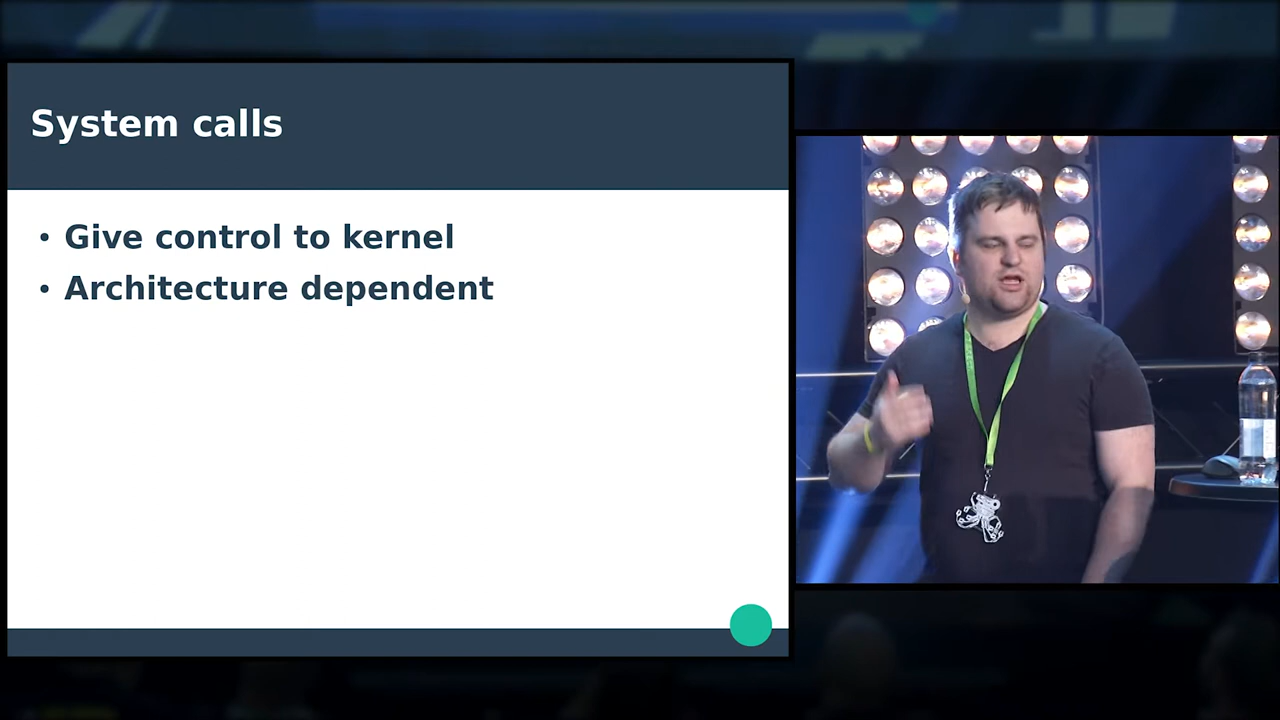 System calls
• Give control to kernel
• Architecture dependent